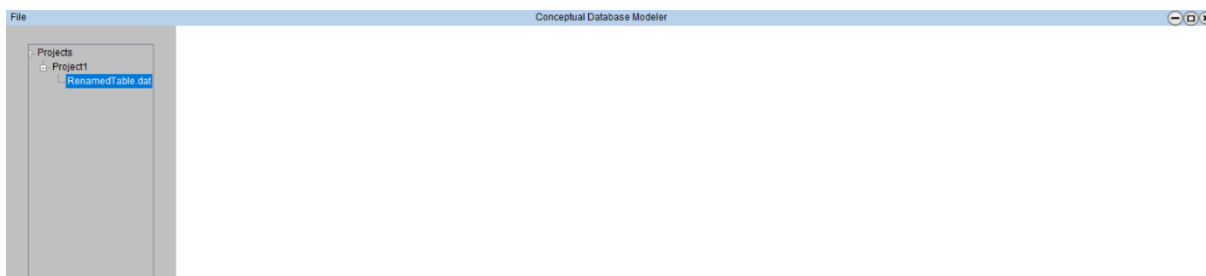 File
Conceptual Database Modeler
Projects
Project1
RenamedTable.dat